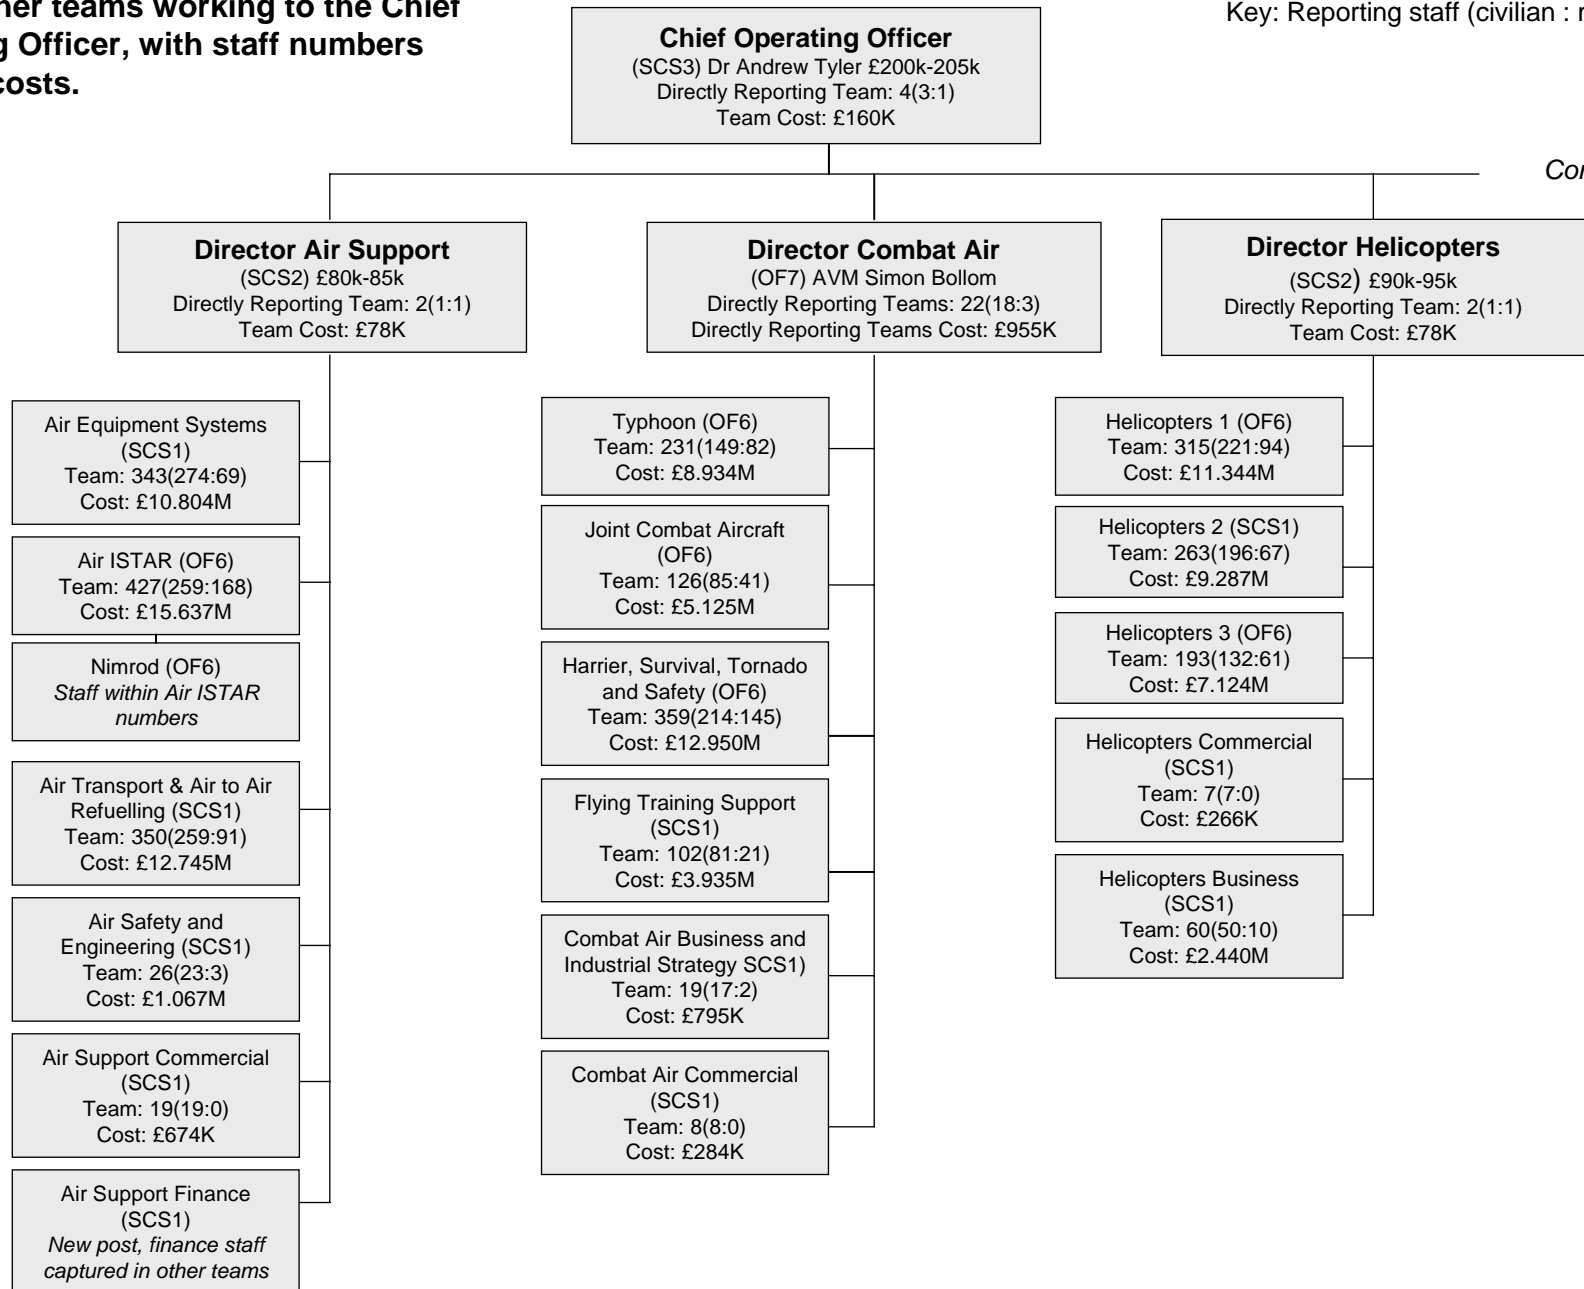 her teams working to the Chief
g Officer, with staff numbers
costs.
Key: Reporting staff (civilian :
Chief Operating Officer
(SCS3) Dr Andrew Tyler £200k-205k
Directly Reporting Team: 4(3:1)
Team Cost: £160K
Director Air Support
(SCS2) £80k-85k
Directly Reporting Team: 2(1:1)
Team Cost: £78K
Director Combat Air
(OF7) AVM Simon Bollom
Directly Reporting Teams: 22(18:3)
Directly Reporting Teams Cost: £955K
Director Helicopters
(SCS2) £90k-95k
Directly Reporting Team: 2(1:1)
Team Cost: £78K
Air Equipment Systems
(SCS1)
Team: 343(274:69)
Cost: £10.804M
Air ISTAR (OF6)
Team: 427(259:168)
Cost: £15.637M
Nimrod (OF6)
Staff within Air ISTAR
numbers
Air Transport & Air to Air
Refuelling (SCS1)
Team: 350(259:91)
Cost: £12.745M
Air Safety and
Engineering (SCS1)
Team: 26(23:3)
Cost: £1.067M
Air Support Commercial
(SCS1)
Team: 19(19:0)
Cost: £674K
Air Support Finance
(SCS1)
New post, finance staff
captured in other teams
Typhoon (OF6)
Team: 231(149:82)
Cost: £8.934M
Joint Combat Aircraft
(OF6)
Team: 126(85:41)
Cost: £5.125M
Harrier, Survival, Tornado
and Safety (OF6)
Team: 359(214:145)
Cost: £12.950M
Flying Training Support
(SCS1)
Team: 102(81:21)
Cost: £3.935M
Combat Air Business and
Industrial Strategy SCS1)
Team: 19(17:2)
Cost: £795K
Combat Air Commercial
(SCS1)
Team: 8(8:0)
Cost: £284K
Helicopters 1 (OF6)
Team: 315(221:94)
Cost: £11.344M
Helicopters 2 (SCS1)
Team: 263(196:67)
Cost: £9.287M
Helicopters 3 (OF6)
Team: 193(132:61)
Cost: £7.124M
Helicopters Commercial
(SCS1)
Team: 7(7:0)
Cost: £266K
Helicopters Business
(SCS1)
Team: 60(50:10)
Cost: £2.440M